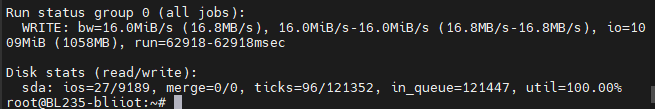 Run status group 0 (all jobs):
  WRITE: bw=16.0MiB/s (16.8MB/s), 16.0MiB/s-16.0MiB/s (16.8MB/s-16.8MB/s), io=10
09MiB (1058MB), run=62918-62918msec

Disk stats (read/write):
  sda: ios=27/9189, merge=0/0, ticks=96/121352, in_queue=121447, util=100.00%
root@BL235-bliiot:~#